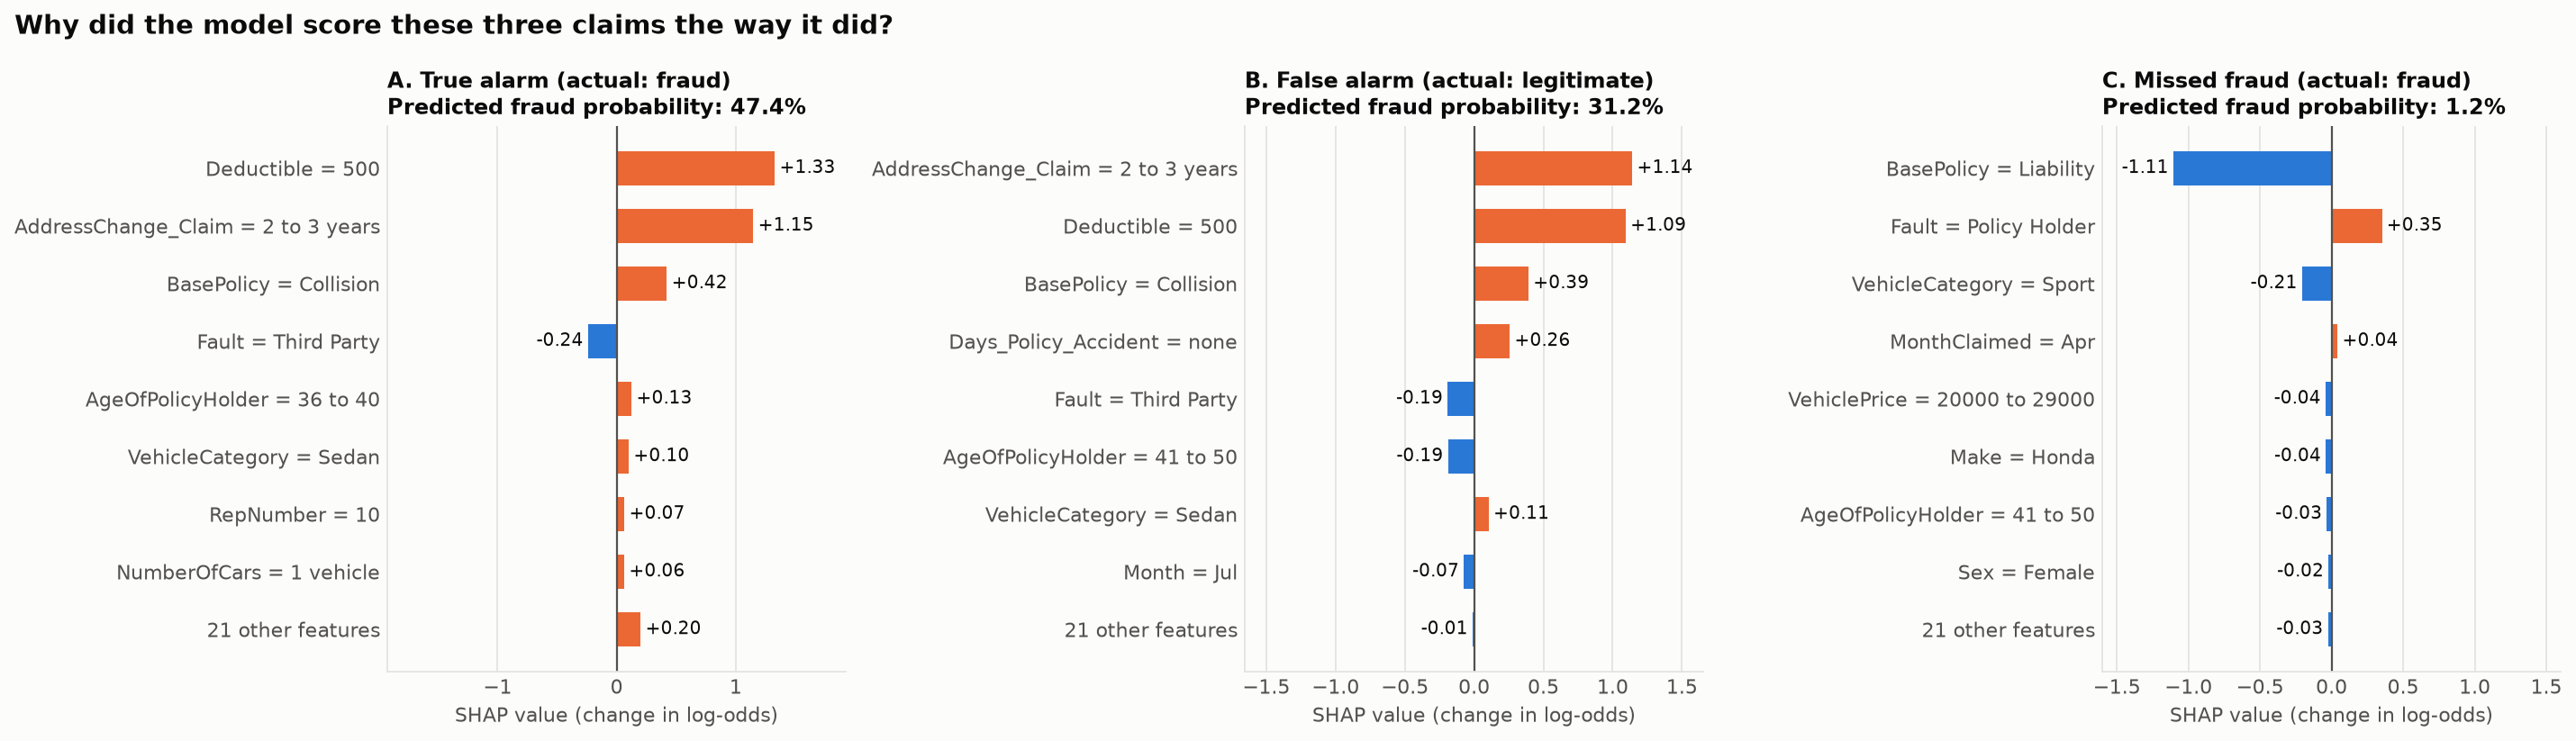 Why did the model score these three claims the way it did?
A. True alarm (actual: fraud)
Predicted fraud probability: 47.4%
Deductible = 500
+1.33
AddressChange_Claim = 2 to 3 years
+1.15
BasePolicy = Collision
+0.42
Fault = Third Party
-0.24
AgeOfPolicyHolder = 36 to 40
+0.13
VehicleCategory = Sedan
+0.10
RepNumber = 10
+0.07
NumberOfCars = 1 vehicle
+0.06
21 other features
+0.20
−1 0 1
SHAP value (change in log-odds)
B. False alarm (actual: legitimate)
Predicted fraud probability: 31.2%
AddressChange_Claim = 2 to 3 years
+1.14
Deductible = 500
+1.09
BasePolicy = Collision
+0.39
Days_Policy_Accident = none
+0.26
Fault = Third Party
-0.19
AgeOfPolicyHolder = 41 to 50
-0.19
VehicleCategory = Sedan
+0.11
Month = Jul
-0.07
21 other features
-0.01
−1.5 −1.0 −0.5 0.0 0.5 1.0 1.5
SHAP value (change in log-odds)
C. Missed fraud (actual: fraud)
Predicted fraud probability: 1.2%
BasePolicy = Liability
-1.11
Fault = Policy Holder
+0.35
VehicleCategory = Sport
-0.21
MonthClaimed = Apr
+0.04
VehiclePrice = 20000 to 29000
-0.04
Make = Honda
-0.04
AgeOfPolicyHolder = 41 to 50
-0.03
Sex = Female
-0.02
21 other features
-0.03
−1.5 −1.0 −0.5 0.0 0.5 1.0 1.5
SHAP value (change in log-odds)